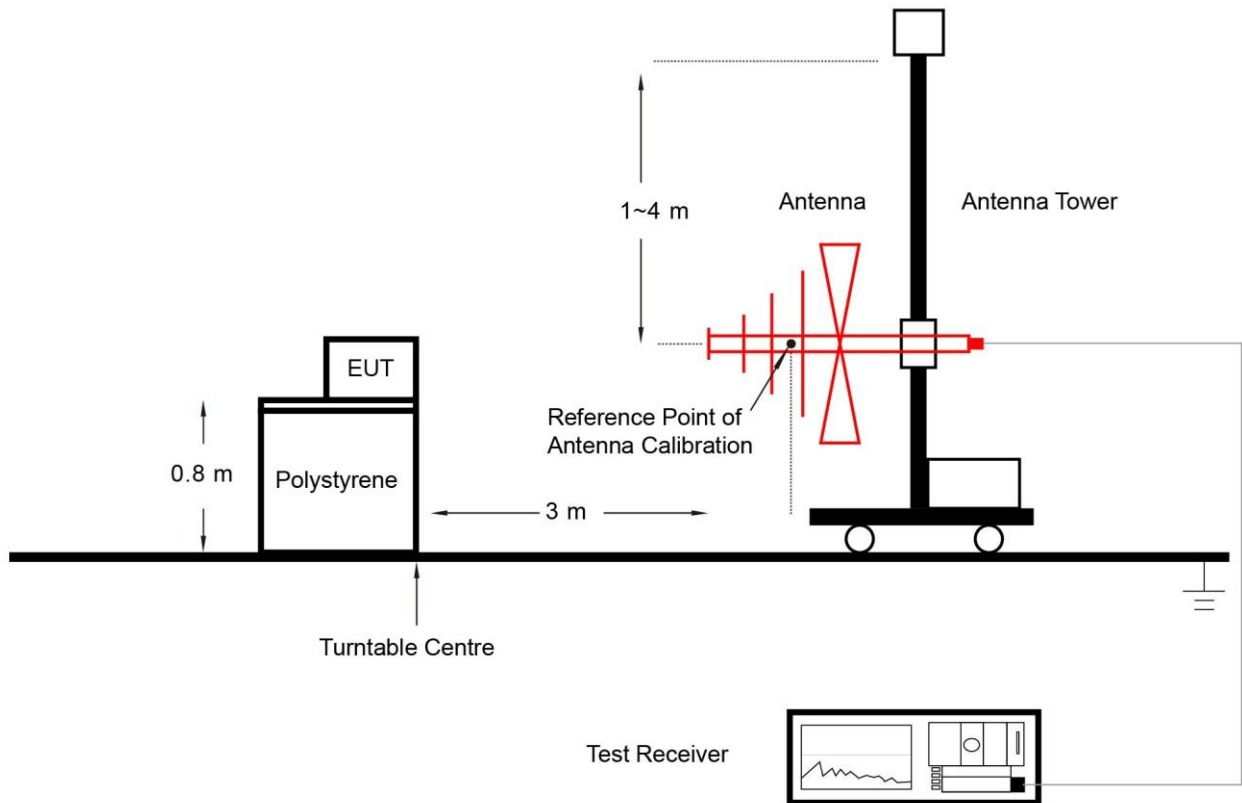 1~4 m
Antenna
Antenna Tower
EUT
Reference Point of
Antenna Calibration
0.8 m
Polystyrene
3 m
Turntable Centre
Test Receiver